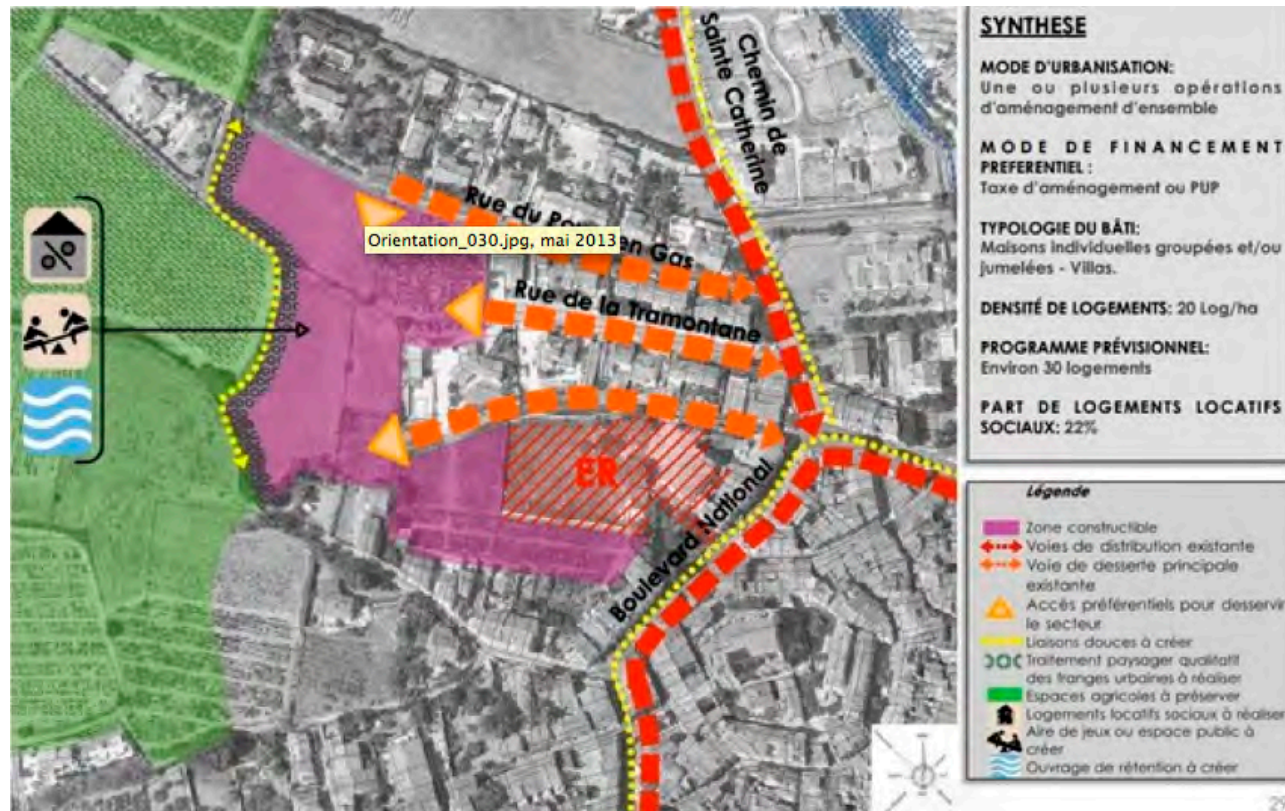 Chemin de
Sainte Catherine
Rue du
en Gas
Orientation_030.jpg, mai 2013
Rue de la Tramontane
ER
Boulevard National
%
SYNTHESE
MODE D'URBANISATION:
Une ou plusieurs opérations
d'aménagement d'ensemble
MODE DE FINANCEMENT
PREFERENTIEL :
Taxe d'aménagement ou PUP
TYPOLOGIE DU BÂTI:
Maisons individuelles groupées et/ou
jumelées - Villas.
DENSITÉ DE LOGEMENTS: 20 Log/ha
PROGRAMME PRÉVISIONNEL:
Environ 30 logements
PART DE LOGEMENTS LOCATIFS
SOCIAUX: 22%
Légende
Zone constructible
Voies de distribution existante
Voie de desserte principale
existante
Accès préférentiels pour desservir
le secteur
Liaisons douces à créer
Traitement paysager qualitatif
des franges urbaines à réaliser
Espaces agricoles à préserver
Logements locatifs sociaux à réaliser
Aire de jeux ou espace public à
créer
Ouvrage de rétention à créer